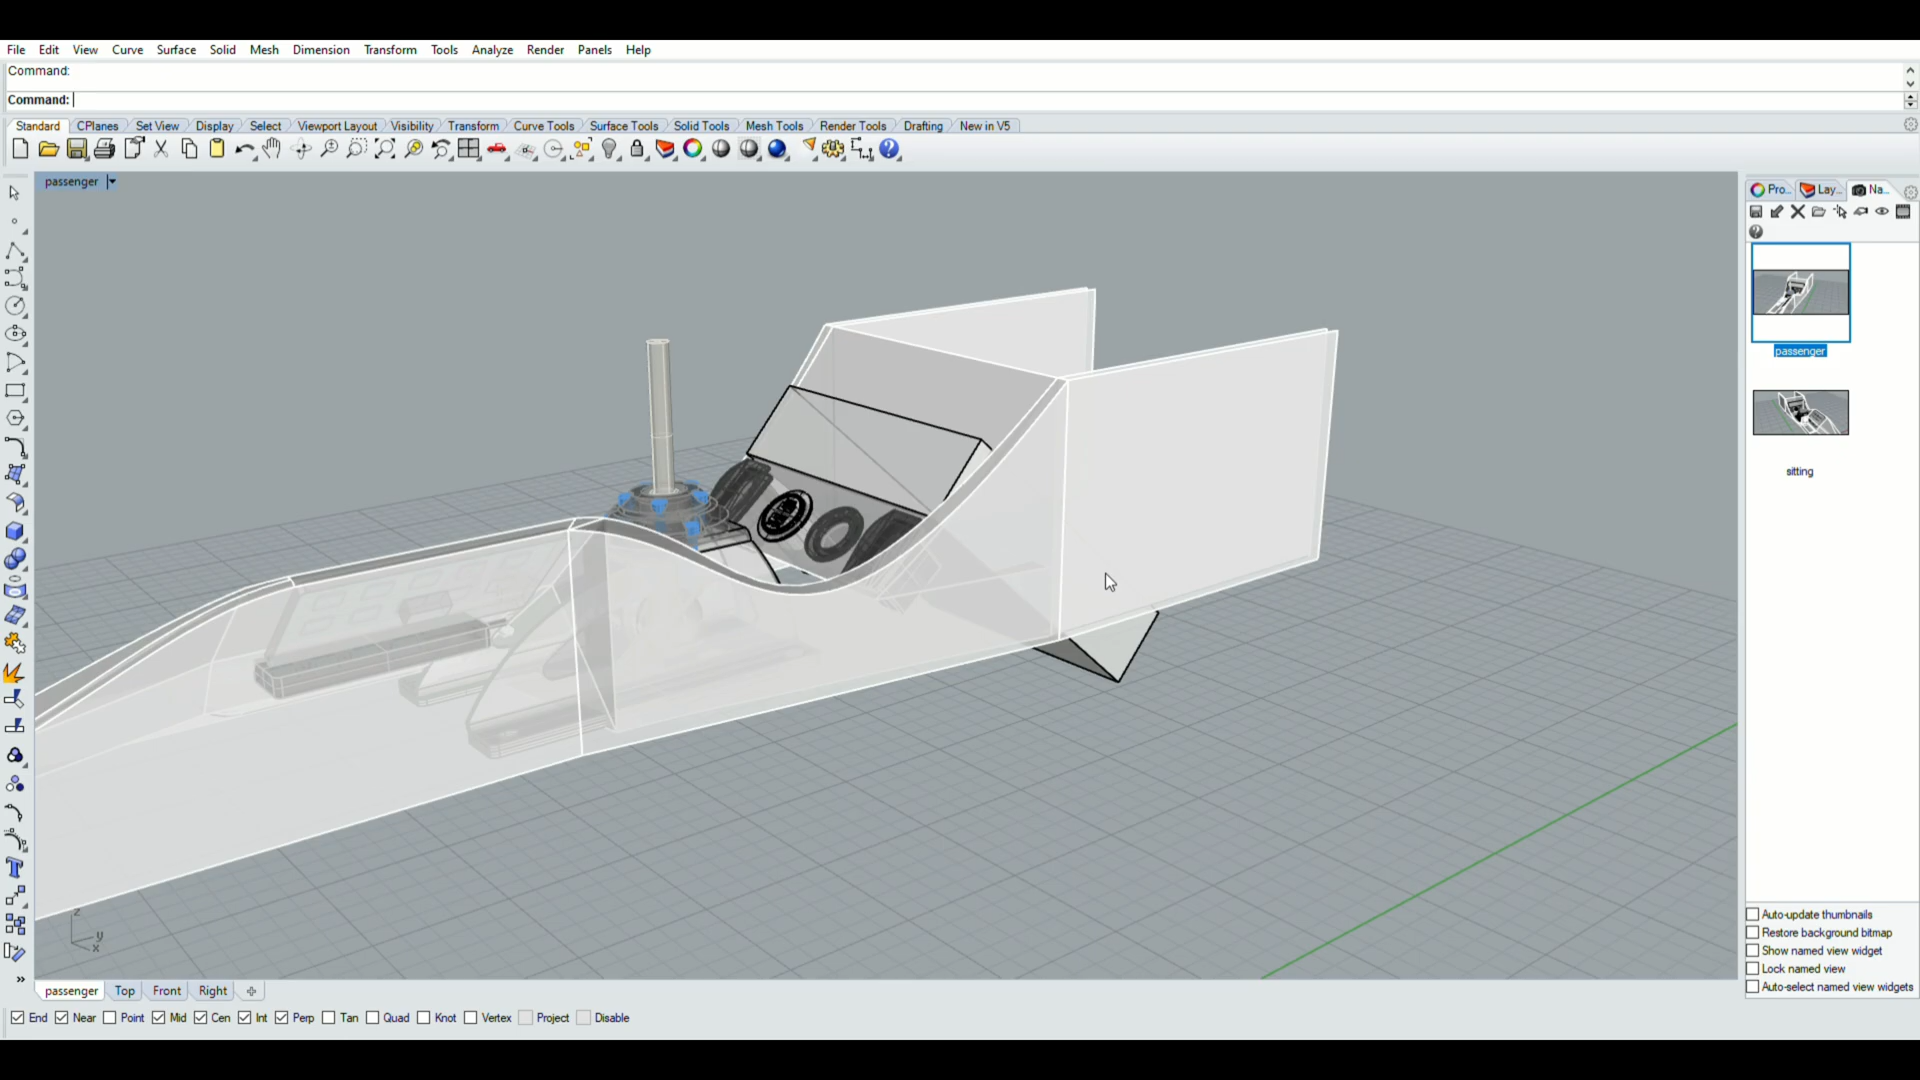 File Edit View Curve Surface Solid Mesh Dimension Transform Tools Analyze Render Panels Help
Command:
Command:
Standard CPlanes Set View Display Select Viewport Layout Visibility Transform Curve Tools Surface Tools Solid Tools Mesh Tools Render Tools Drafting New in V5
passenger
Pro... Lay... Na...
passenger
sitting
z
y
x
Auto-update thumbnails
Restore background bitmap
Show named view widget
Lock named view
Auto-select named view widgets
passenger Top Front Right
End Near Point Mid Cen Int Perp Tan Quad Knot Vertex Project Disable